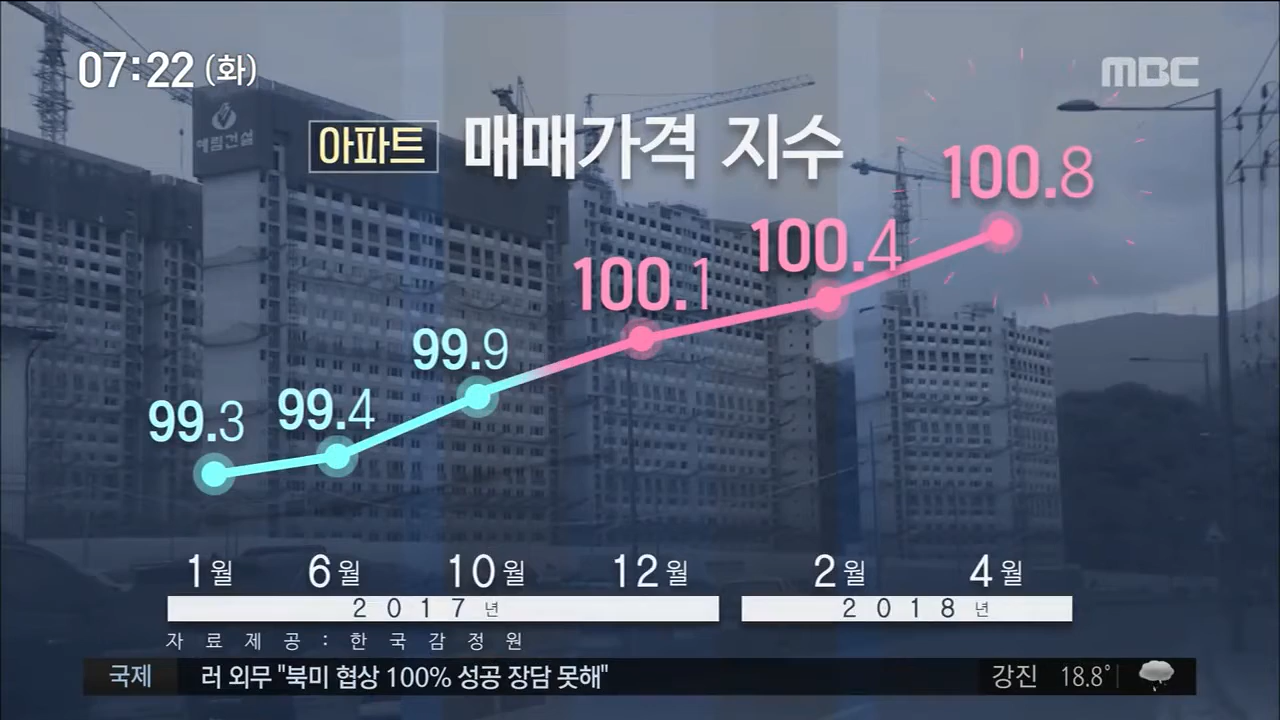 07:22 (화)
MBC
예림건설
아파트 매매가격 지수
99.3
99.4
99.9
100.1
100.4
100.8
1월 6월 10월 12월 2월 4월
2017년 2018년
자료제공:한국감정원
국제 러 외무 "북미 협상 100% 성공 장담 못해" 강진 18.8°